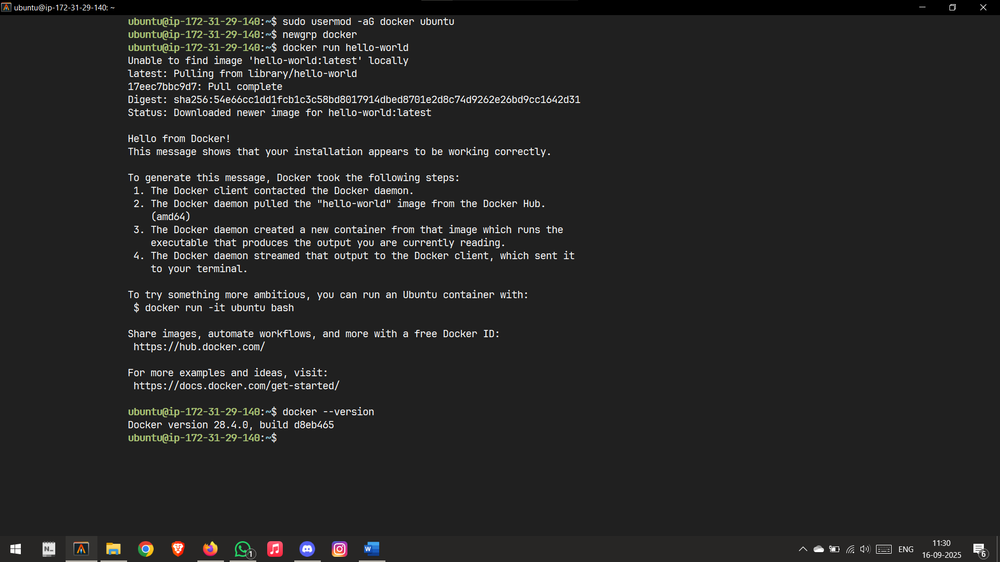 ubuntu@ip-172-31-29-140: ~
ubuntu@ip-172-31-29-140:~$ sudo usermod -aG docker ubuntu
ubuntu@ip-172-31-29-140:~$ newgrp docker
ubuntu@ip-172-31-29-140:~$ docker run hello-world
Unable to find image 'hello-world:latest' locally
latest: Pulling from library/hello-world
17eec7bbc9d7: Pull complete
Digest: sha256:54e66cc1dd1fcb1c3c58bd8017914dbed8701e2d8c74d9262e26bd9cc1642d31
Status: Downloaded newer image for hello-world:latest

Hello from Docker!
This message shows that your installation appears to be working correctly.

To generate this message, Docker took the following steps:
 1. The Docker client contacted the Docker daemon.
 2. The Docker daemon pulled the "hello-world" image from the Docker Hub.
    (amd64)
 3. The Docker daemon created a new container from that image which runs the
    executable that produces the output you are currently reading.
 4. The Docker daemon streamed that output to the Docker client, which sent it
    to your terminal.

To try something more ambitious, you can run an Ubuntu container with:
 $ docker run -it ubuntu bash

Share images, automate workflows, and more with a free Docker ID:
 https://hub.docker.com/

For more examples and ideas, visit:
 https://docs.docker.com/get-started/

ubuntu@ip-172-31-29-140:~$ docker --version
Docker version 28.4.0, build d8eb465
ubuntu@ip-172-31-29-140:~$
N_
1
W
ENG
11:30
16-09-2025
6